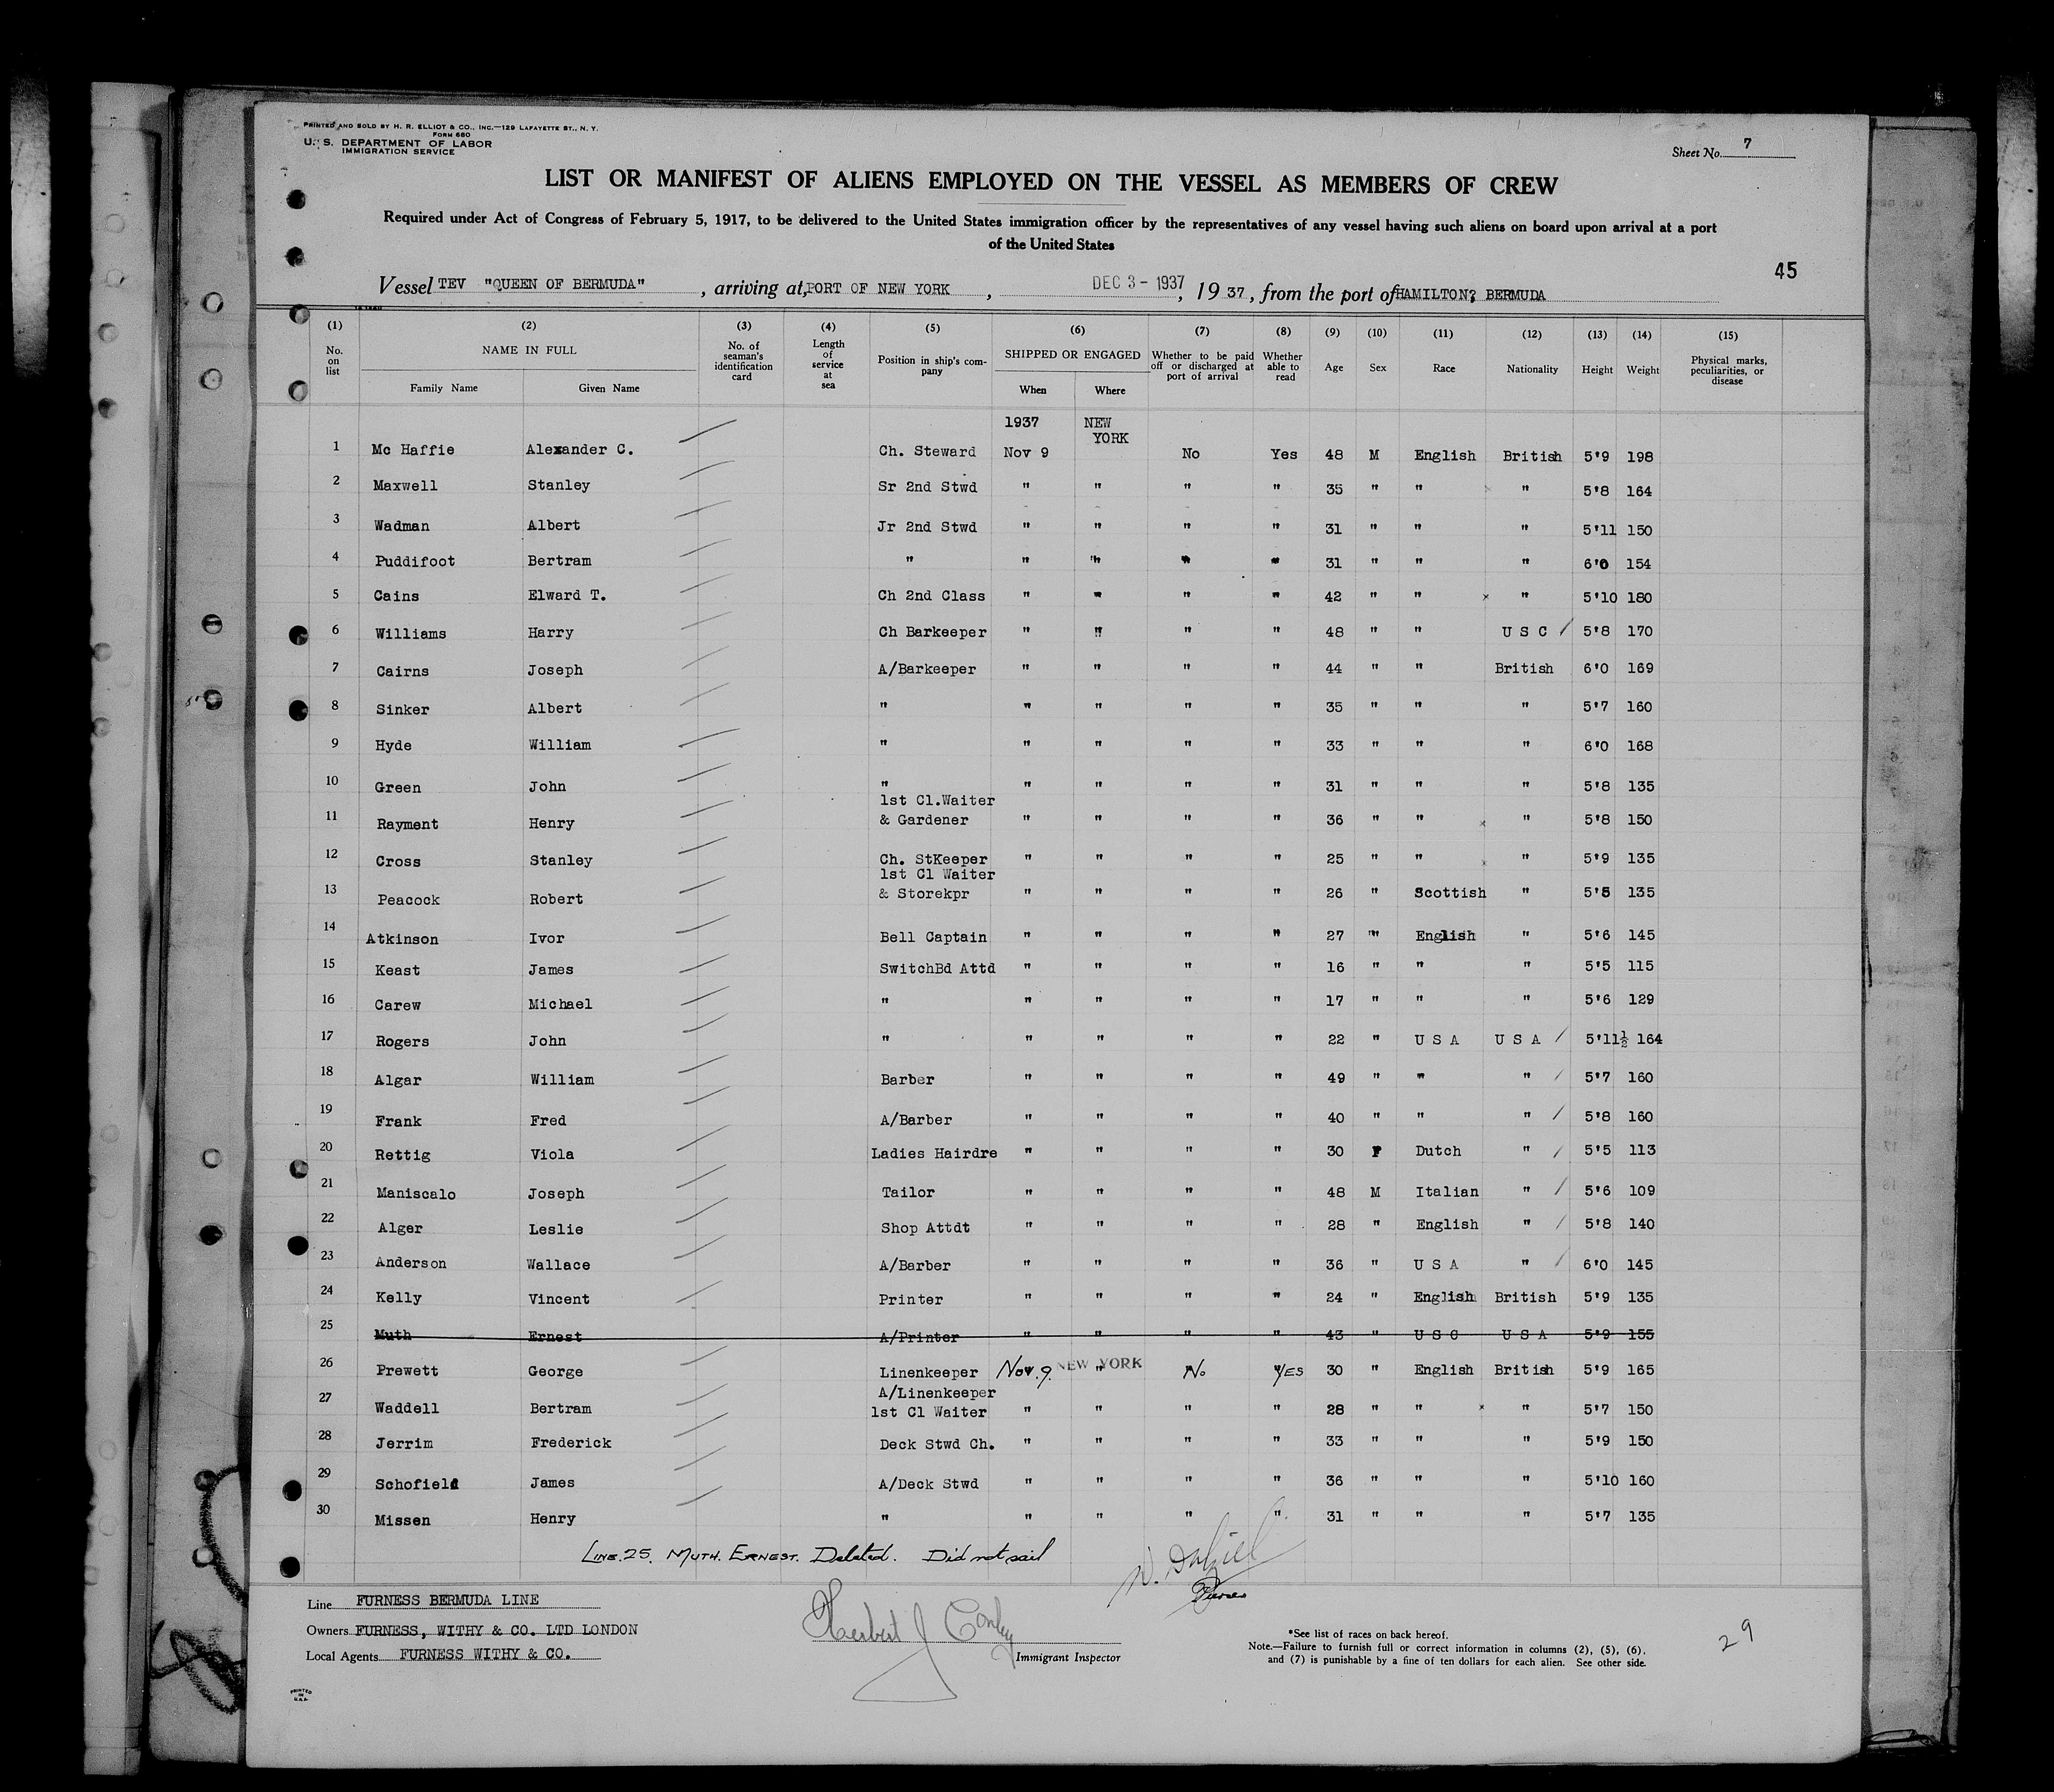 PRINTED AND SOLD BY H. R. ELLIOT & CO., INC.—129 LAFAYETTE ST., N. Y.
FORM 680
U. S. DEPARTMENT OF LABOR
IMMIGRATION SERVICE
Sheet No. 7
LIST OR MANIFEST OF ALIENS EMPLOYED ON THE VESSEL AS MEMBERS OF CREW
Required under Act of Congress of February 5, 1917, to be delivered to the United States immigration officer by the representatives of any vessel having such aliens on board upon arrival at a port
of the United States
45
Vessel TEV "QUEEN OF BERMUDA", arriving at, PORT OF NEW YORK, DEC 3 - 1937, 1937, from the port of HAMILTON, BERMUDA
(1) (2) (3) (4) (5) (6) (7) (8) (9) (10) (11) (12) (13) (14) (15)
No. on list NAME IN FULL No. of seaman's identification card Length of service at sea Position in ship's company SHIPPED OR ENGAGED Whether to be paid off or discharged at port of arrival Whether able to read Age Sex Race Nationality Height Weight Physical marks, peculiarities, or disease
Family Name Given Name When Where
1937 NEW YORK
1 Mc Haffie Alexander C. Ch. Steward Nov 9 No Yes 48 M English British 5'9 198
2 Maxwell Stanley Sr 2nd Stwd " " " " 35 " " " 5'8 164
3 Wadman Albert Jr 2nd Stwd " " " " 31 " " " 5'11 150
4 Puddifoot Bertram " " " " " 31 " " " 6'0 154
5 Cains Elward T. Ch 2nd Class " " " " 42 " " " 5'10 180
6 Williams Harry Ch Barkeeper " " " " 48 " " U S C 5'8 170
7 Cairns Joseph A/Barkeeper " " " " 44 " " British 6'0 169
8 Sinker Albert " " " " " 35 " " " 5'7 160
9 Hyde William " " " " " 33 " " " 6'0 168
10 Green John " " " " " 31 " " " 5'8 135
11 Rayment Henry 1st Cl.Waiter & Gardener " " " " 36 " " " 5'8 150
12 Cross Stanley Ch. StKeeper " " " " 25 " " " 5'9 135
13 Peacock Robert 1st Cl Waiter & Storekpr " " " " 26 " Scottish " 5'8 135
14 Atkinson Ivor Bell Captain " " " " 27 " English " 5'6 145
15 Keast James SwitchBd Attd " " " " 16 " " " 5'5 115
16 Carew Michael " " " " " 17 " " " 5'6 129
17 Rogers John " " " " " 22 " U S A U S A 5'11½ 164
18 Algar William Barber " " " " 49 " " " 5'7 160
19 Frank Fred A/Barber " " " " 40 " " " 5'8 160
20 Rettig Viola Ladies Hairdre " " " " 30 F Dutch " 5'5 113
21 Maniscalo Joseph Tailor " " " " 48 M Italian " 5'6 109
22 Alger Leslie Shop Attdt " " " " 28 " English " 5'8 140
23 Anderson Wallace A/Barber " " " " 36 " U S A " 6'0 145
24 Kelly Vincent Printer " " " " 24 " English British 5'9 135
25 Muth Ernest A/Printer " " " " 43 " U S C U S A 5'9 155
26 Prewett George Linenkeeper Nov. 9. NEW YORK No YES 30 " English British 5'9 165
27 Waddell Bertram A/Linenkeeper 1st Cl Waiter " " " " 28 " " " 5'7 150
28 Jerrim Frederick Deck Stwd Ch. " " " " 33 " " " 5'9 150
29 Schofield James A/Deck Stwd " " " " 36 " " " 5'10 160
30 Missen Henry " " " " " 31 " " " 5'7 135
LINE. 25. MUTH. ERNEST. Deleted. Did not sail
Purser
Line FURNESS BERMUDA LINE
Owners FURNESS, WITHY & CO. LTD LONDON
Local Agents FURNESS WITHY & CO.
Herbert J Conley
Immigrant Inspector
*See list of races on back hereof.
Note.—Failure to furnish full or correct information in columns (2), (5), (6),
and (7) is punishable by a fine of ten dollars for each alien. See other side.
29
PRINTED IN U.S.A.